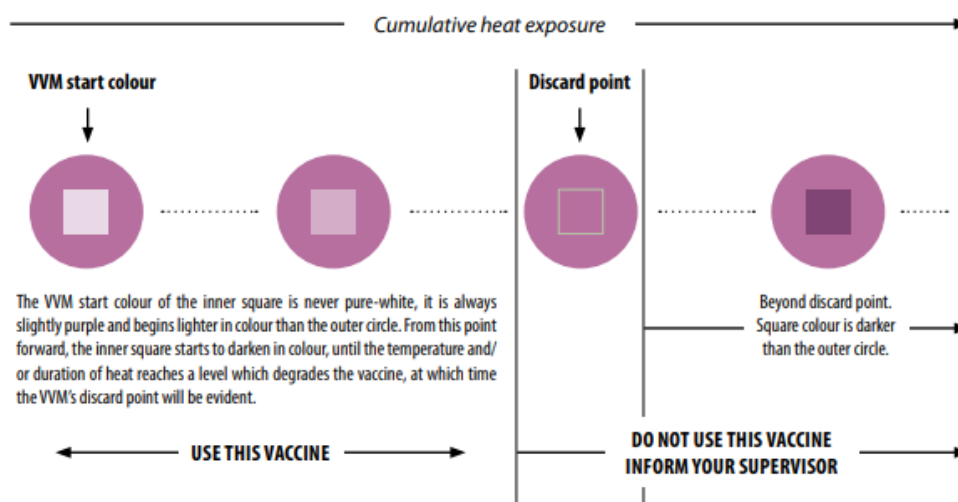 Cumulative heat exposure
VVM start colour
Discard point
The VVM start colour of the inner square is never pure-white, it is always
slightly purple and begins lighter in colour than the outer circle. From this point
forward, the inner square starts to darken in colour, until the temperature and/
or duration of heat reaches a level which degrades the vaccine, at which time
the VVM's discard point will be evident.
Beyond discard point.
Square colour is darker
than the outer circle.
USE THIS VACCINE
DO NOT USE THIS VACCINE
INFORM YOUR SUPERVISOR